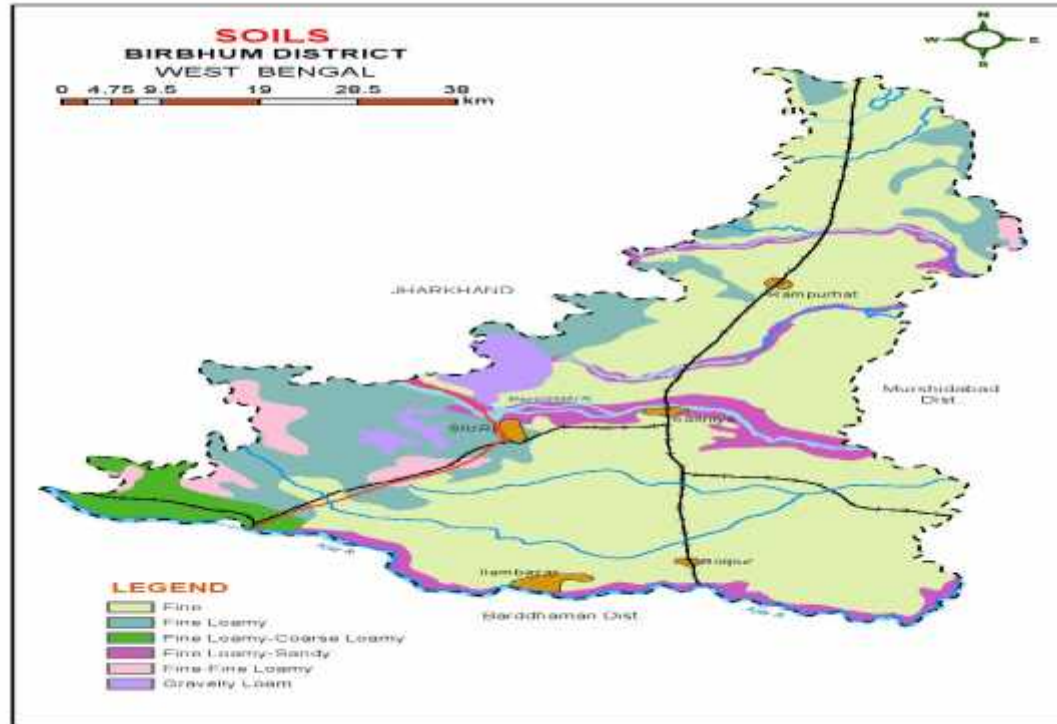 SOILS
BIRBHUM DISTRICT
WEST BENGAL
0 4.75 9.5 19 28.5 38
km
N
W E
S
JHARKHAND
Rampurhat
Murshidabad
Dist
SIURI
Sainiya
Ilambazar
Bolpur
Barddhaman Dist
LEGEND
Fine
Fine Loamy
Fine Loamy-Coarse Loamy
Fine Loamy-Sandy
Fine-Fine Loamy
Gravelly Loam